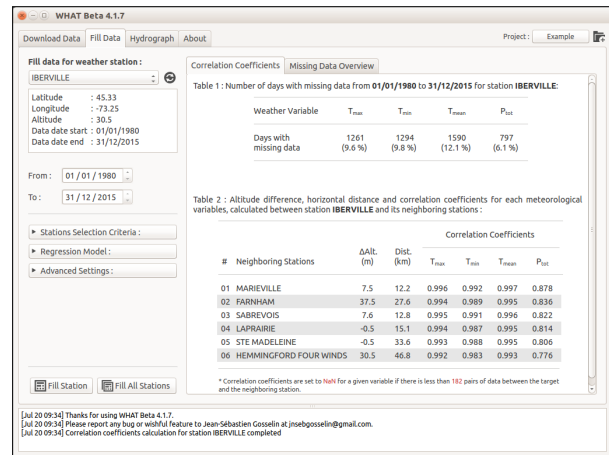 WHAT Beta 4.1.7
Download Data Fill Data Hydrograph About
Project : Example
Fill data for weather station :
IBERVILLE
Latitude : 45.33
Longitude : -73.25
Altitude : 30.5
Data date start : 01/01/1980
Data date end : 31/12/2015
From : 01 / 01 / 1980
To : 31 / 12 / 2015
Stations Selection Criteria :
Regression Model :
Advanced Settings :
Fill Station Fill All Stations
Correlation Coefficients Missing Data Overview
Table 1 : Number of days with missing data from 01/01/1980 to 31/12/2015 for station IBERVILLE:
Weather Variable Tmax Tmin Tmean Ptot
Days with 1261 1294 1590 797
missing data (9.6 %) (9.8 %) (12.1 %) (6.1 %)
Table 2 : Altitude difference, horizontal distance and correlation coefficients for each meteorological
variables, calculated between station IBERVILLE and its neighboring stations :
Correlation Coefficients
ΔAlt. Dist.
# Neighboring Stations (m) (km) Tmax Tmin Tmean Ptot
01 MARIEVILLE 7.5 12.2 0.996 0.992 0.997 0.878
02 FARNHAM 37.5 27.6 0.994 0.989 0.995 0.836
03 SABREVOIS 7.6 12.8 0.995 0.991 0.996 0.822
04 LAPRAIRIE -0.5 15.1 0.994 0.987 0.995 0.814
05 STE MADELEINE -0.5 33.6 0.993 0.988 0.995 0.806
06 HEMMINGFORD FOUR WINDS 30.5 46.8 0.992 0.983 0.993 0.776
* Correlation coefficients are set to NaN for a given variable if there is less than 182 pairs of data between the target
and the neighboring station.
[Jul 20 09:34] Thanks for using WHAT Beta 4.1.7.
[Jul 20 09:34] Please report any bug or wishful feature to Jean-Sébastien Gosselin at jnsebgosselin@gmail.com.
[Jul 20 09:34] Correlation coefficients calculation for station IBERVILLE completed